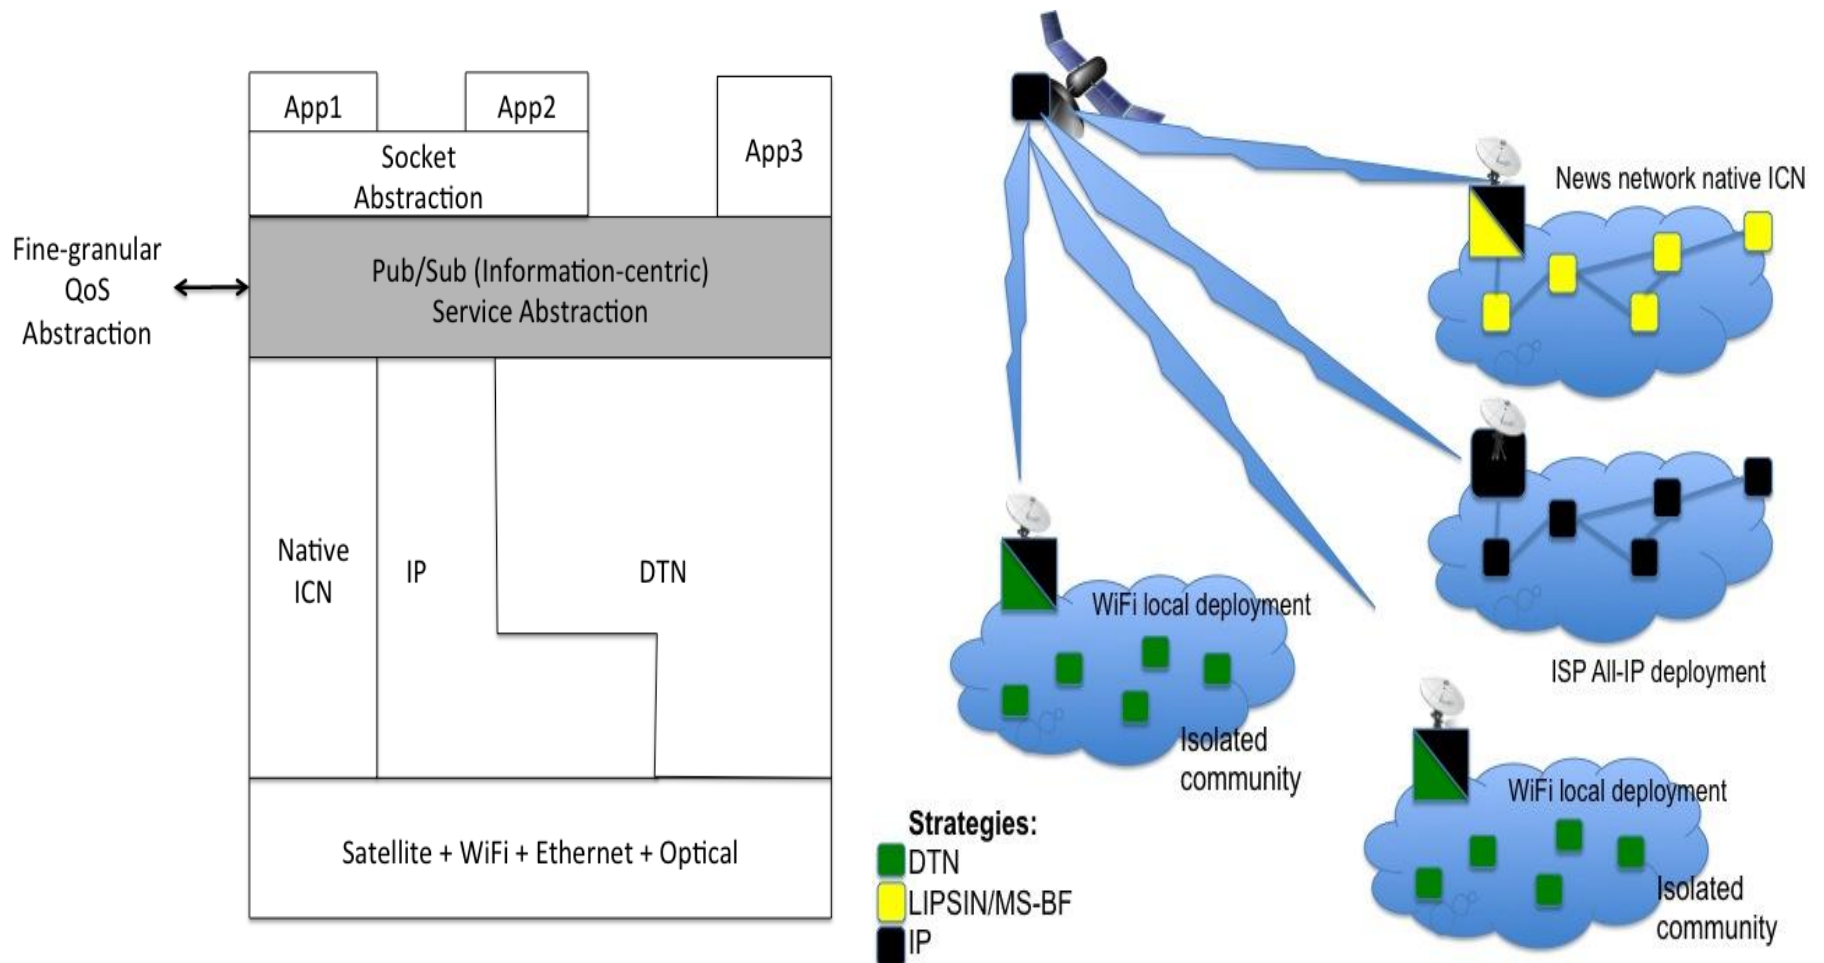 App1
App2
App3
Socket
Abstraction
Fine-granular
QoS
Abstraction
Pub/Sub (Information-centric)
Service Abstraction
Native
ICN
IP
DTN
Satellite + WiFi + Ethernet + Optical
News network native ICN
ISP All-IP deployment
WiFi local deployment
Isolated
community
WiFi local deployment
Isolated
community
Strategies:
DTN
LIPSIN/MS-BF
IP